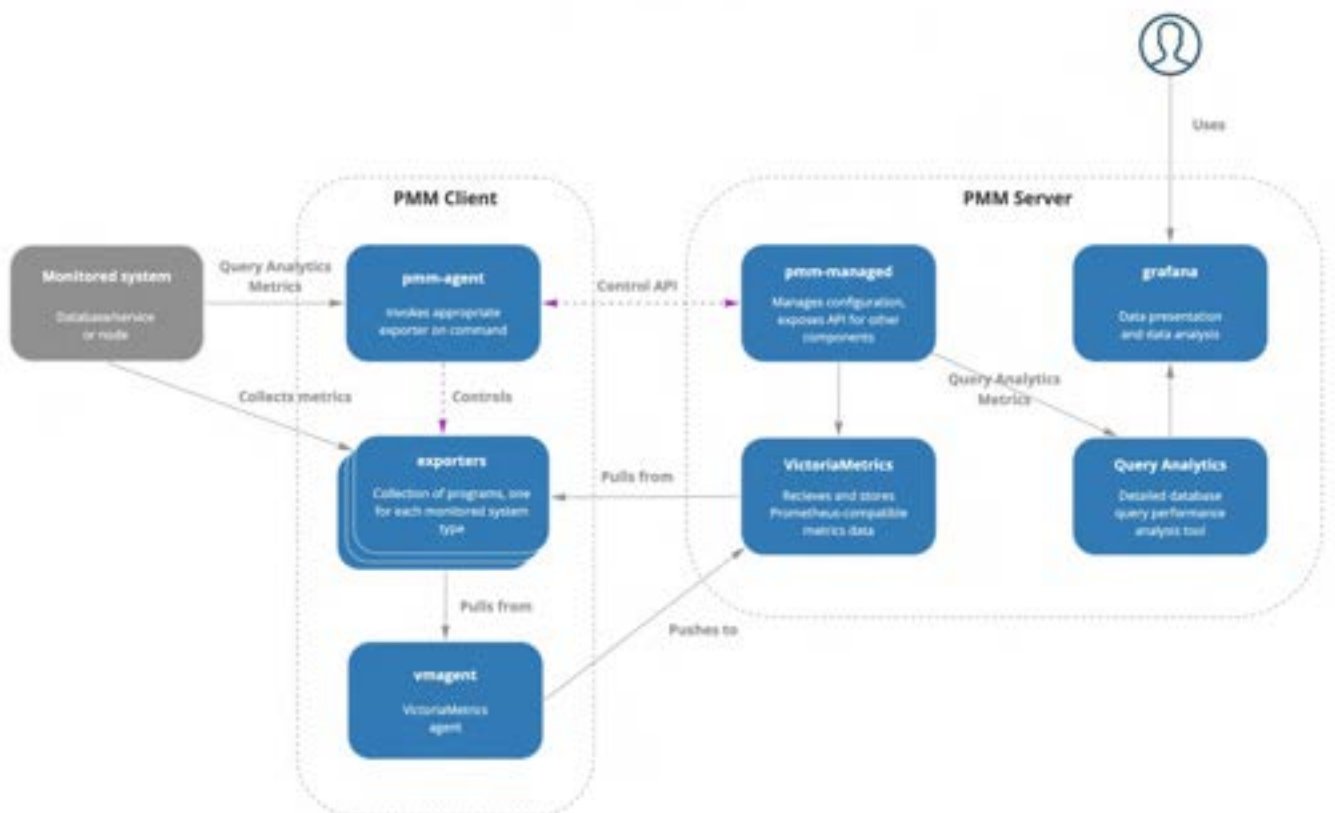 Uses
PMM Client
PMM Server
Monitored system
Database/service
or node
Query Analytics
Metrics
pmm-agent
Invokes appropriate
exporter on command
Control API
pmm-managed
Manages configuration,
exposes API for other
components
grafana
Data presentation
and data analysis
Collects metrics
Controls
Query Analytics
Metrics
exporters
Collection of programs, one
for each monitored system
type
Pulls from
VictoriaMetrics
Recieves and stores
Prometheus-compatible
metrics data
Query Analytics
Detailed database
query performance
analysis tool
Pulls from
Pushes to
vmagent
VictoriaMetrics
agent